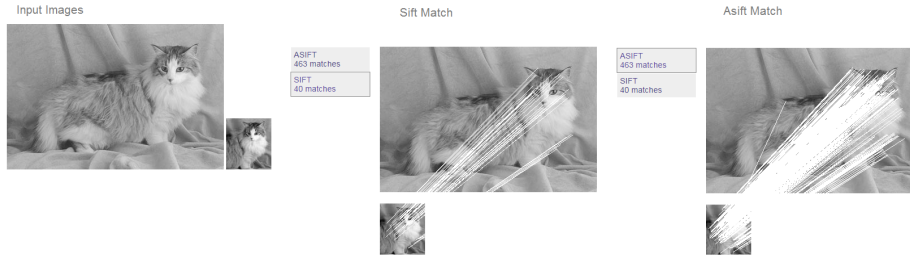 Input Images
Sift Match
Asift Match
ASIFT
463 matches
SIFT
40 matches
ASIFT
463 matches
SIFT
40 matches